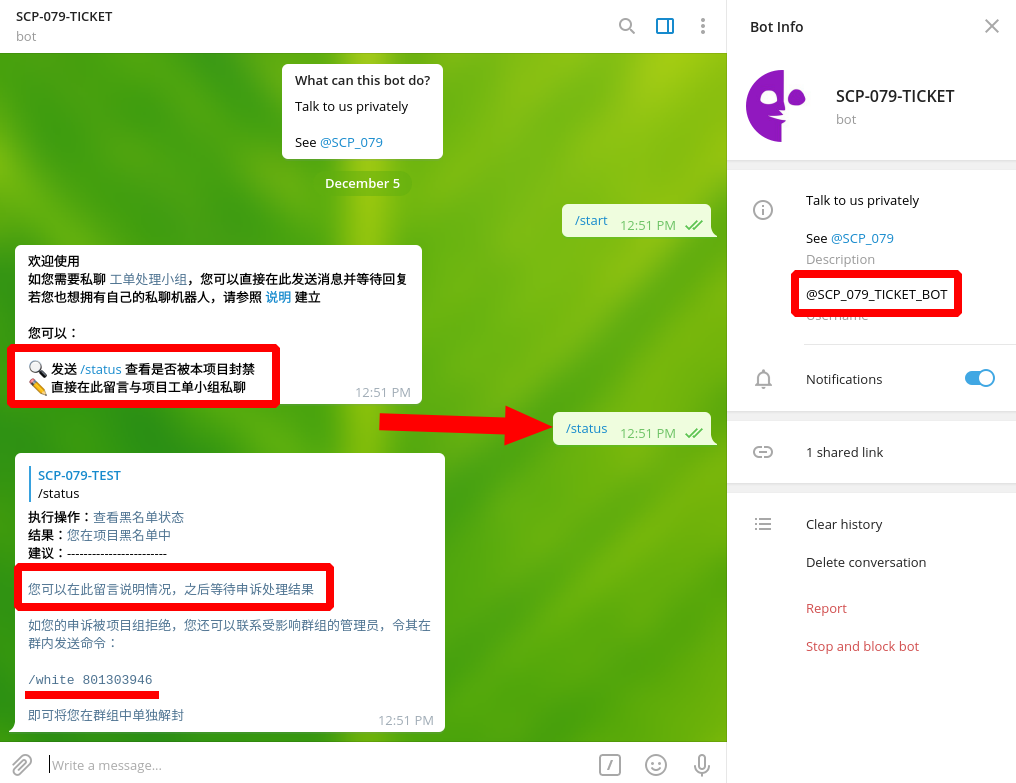 SCP-079-TICKET
bot
What can this bot do?
Talk to us privately
See @SCP_079
December 5
/start
12:51 PM
欢迎使用
如您需要私聊 工单处理小组，您可以直接在此发送消息并等待回复
若您也想拥有自己的私聊机器人，请参照 说明 建立
您可以：
🔍 发送 /status 查看是否被本项目封禁
✏️ 直接在此留言与项目工单小组私聊
12:51 PM
/status
12:51 PM
SCP-079-TEST
/status
执行操作：查看黑名单状态
结果：您在项目黑名单中
建议：------------------------
您可以在此留言说明情况，之后等待申诉处理结果
如您的申诉被项目组拒绝，您还可以联系受影响群组的管理员，令其在
群内发送命令：
/white 801303946
即可将您在群组中单独解封
12:51 PM
Write a message...
Bot Info
SCP-079-TICKET
bot
Talk to us privately
See @SCP_079
Description
@SCP_079_TICKET_BOT
Username
Notifications
1 shared link
Clear history
Delete conversation
Report
Stop and block bot